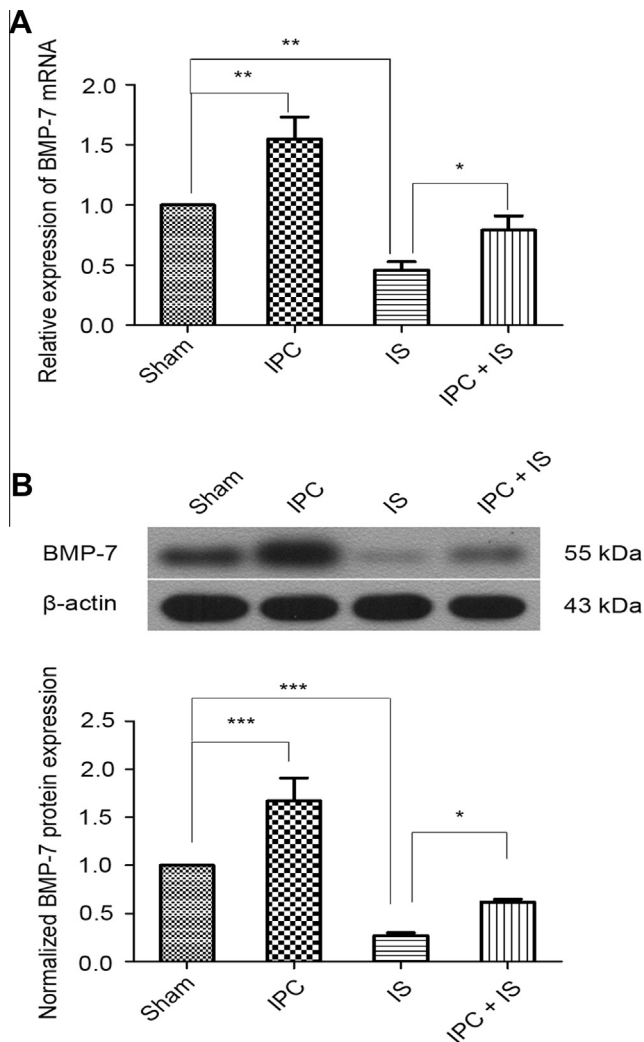 A
Relative expression of BMP-7 mRNA
2.0
1.5
1.0
0.5
0.0
**
**
*
Sham
IPC
IS
IPC + IS
B
Sham
IPC
IS
IPC + IS
BMP-7
55 kDa
β-actin
43 kDa
Normalized BMP-7 protein expression
2.5
2.0
1.5
1.0
0.5
0.0
***
***
*
Sham
IPC
IS
IPC + IS